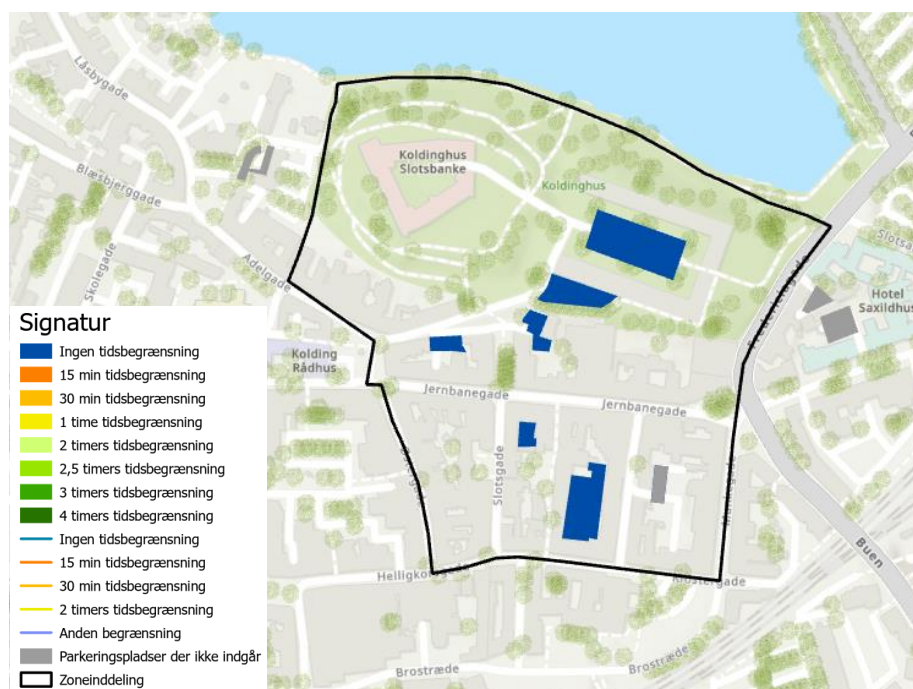 Låsbygade
Blæsbjerggade
Skolegade
Adelgade
Koldinghus
Slotsbanke
Koldinghus
Fredericiagade
Slotsa
Hotel
Saxildhus
Kolding
Rådhus
Jernbanegade
Jernbanegade
Slotsgade
Buen
Klostergade
Brostræde
Brostræde
Signatur
Ingen tidsbegrænsning
15 min tidsbegrænsning
30 min tidsbegrænsning
1 time tidsbegrænsning
2 timers tidsbegrænsning
2,5 timers tidsbegrænsning
3 timers tidsbegrænsning
4 timers tidsbegrænsning
Ingen tidsbegrænsning
15 min tidsbegrænsning
30 min tidsbegrænsning
2 timers tidsbegrænsning
Anden begrænsning
Parkeringspladser der ikke indgår
Zoneinddeling